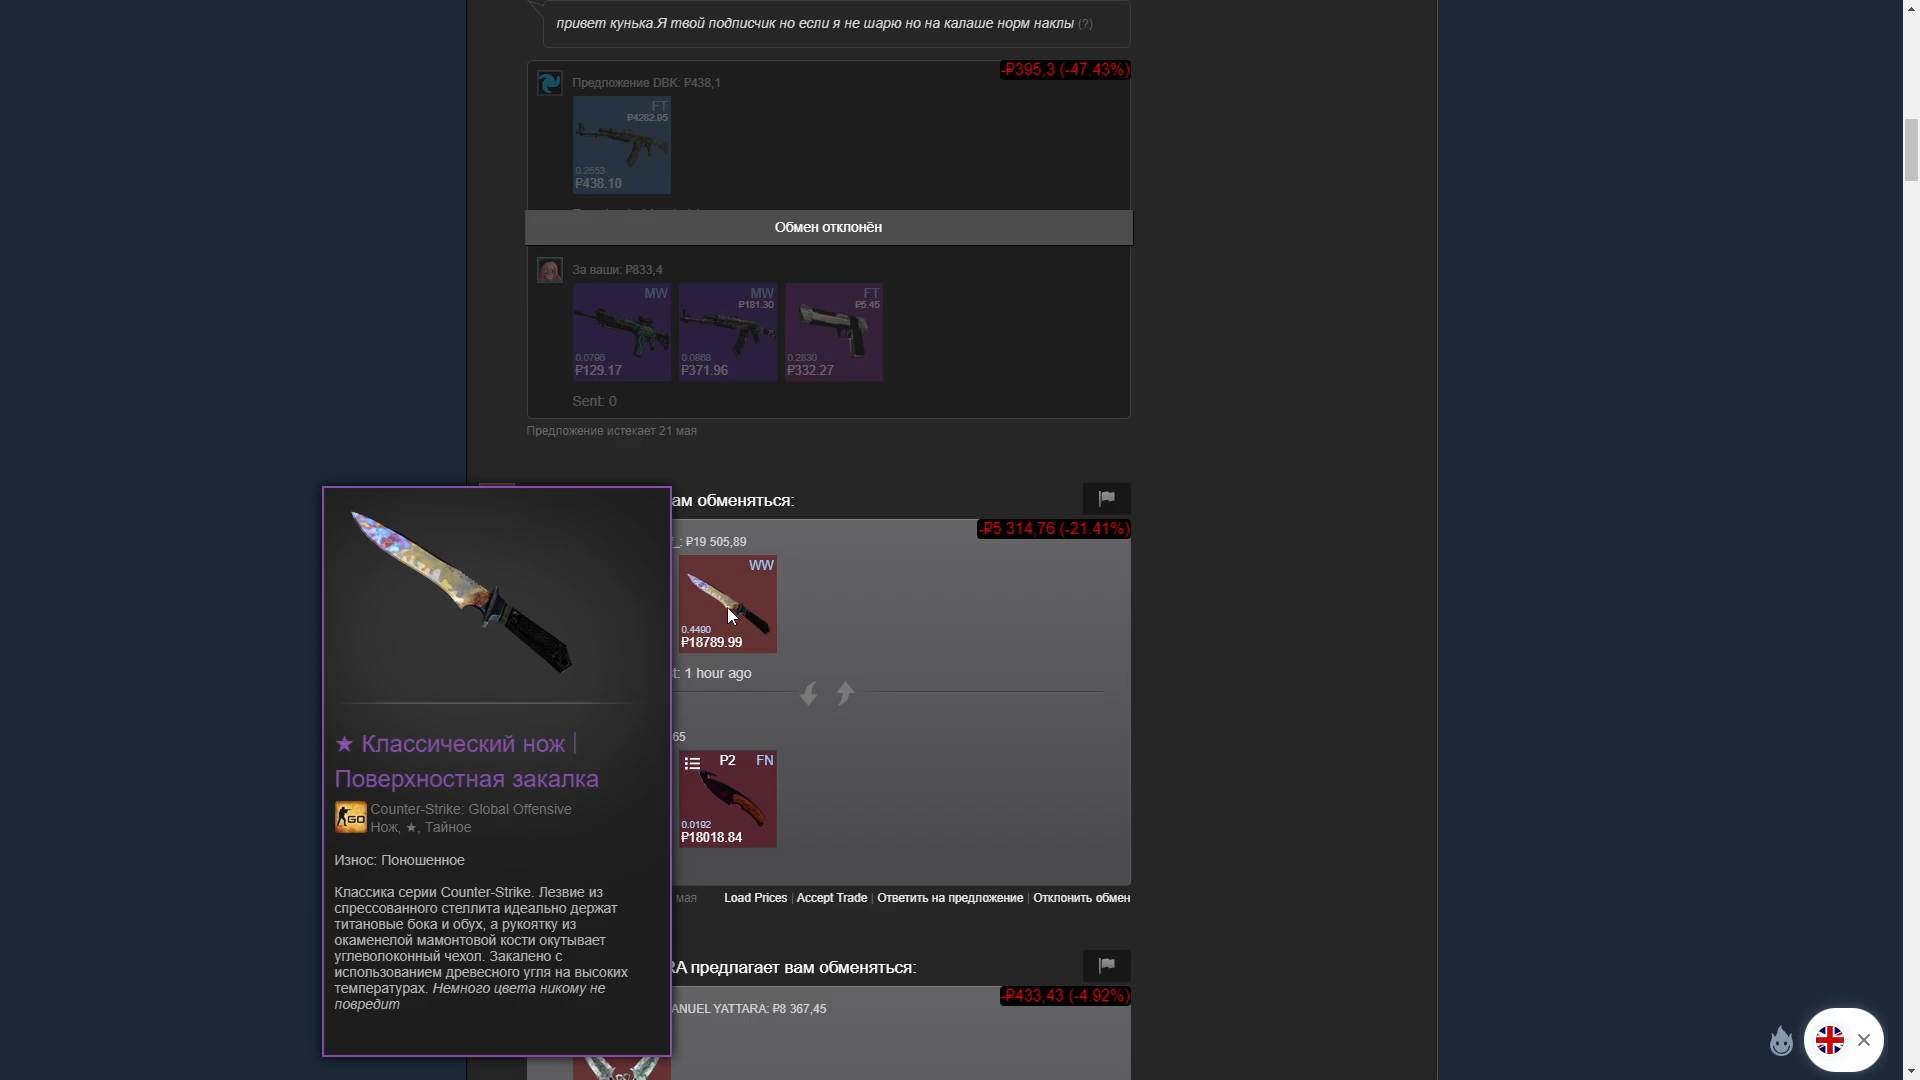 привет кунька.Я твой подписчик но если я не шарю но на калаше норм наклы (?)
-₽395,3 (-47.43%)
Предложение DBK: ₽438,1
FT
₽4282.95
0.2553
₽438.10
Обмен отклонён
За ваши: ₽833,4
MW
0.0796
₽129.17
MW
₽181.30
0.0868
₽371.96
FT
₽5.45
0.2830
₽332.27
Sent: 0
Предложение истекает 21 мая
ам обменяться:
-₽5 314,76 (-21.41%)
_: ₽19 505,89
WW
0.4490
₽18789.99
t: 1 hour ago
65
P2 FN
0.0192
₽18018.84
мая
Load Prices | Accept Trade | Ответить на предложение | Отклонить обмен
★ Классический нож |
Поверхностная закалка
GO
Counter-Strike: Global Offensive
Нож, ★, Тайное
Износ: Поношенное
Классика серии Counter-Strike. Лезвие из
спрессованного стеллита идеально держат
титановые бока и обух, а рукоятку из
окаменелой мамонтовой кости окутывает
углеволоконный чехол. Закалено с
использованием древесного угля на высоких
температурах. Немного цвета никому не
повредит
RA предлагает вам обменяться:
-₽433,43 (-4.92%)
ANUEL YATTARA: ₽8 367,45